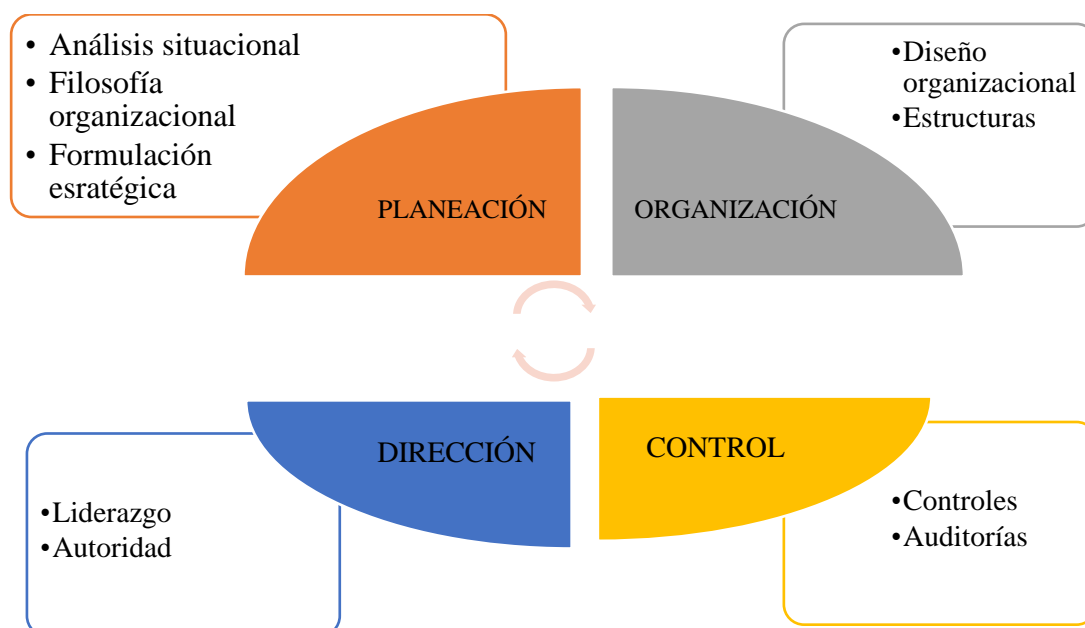 • Análisis situacional
• Filosofía
organizacional
• Formulación
esratégica
PLANEACIÓN
•Diseño
organizacional
•Estructuras
ORGANIZACIÓN
DIRECCIÓN
•Liderazgo
•Autoridad
CONTROL
•Controles
•Auditorías